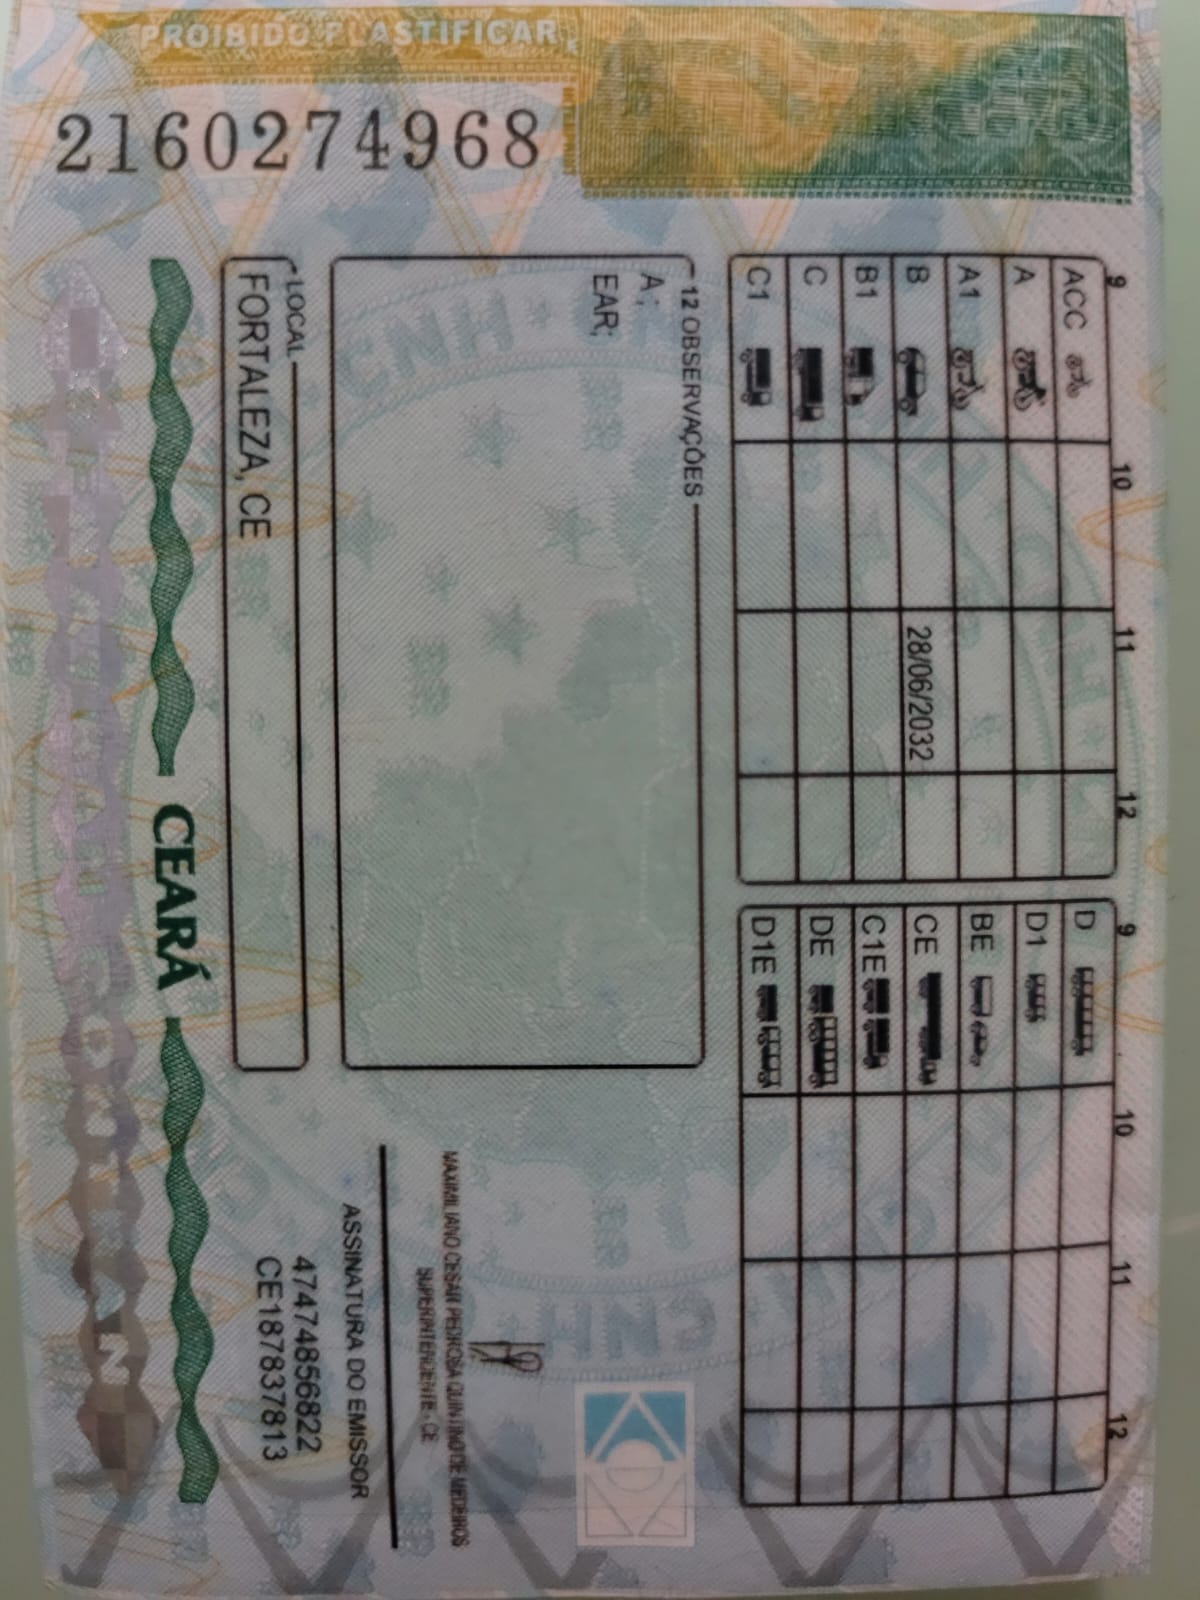 PROIBIDO PLASTIFICAR
2160274968
9 10 11 12
ACC
A
A1
B 28/06/2032
B1
C
C1
9 10 11 12
D
D1
BE
CE
C1E
DE
D1E
12 OBSERVAÇÕES
A;
EAR;
LOCAL
FORTALEZA, CE
MAXIMILIANO CESAR PEDROSA QUINTINO DE MEDEIROS
SUPERINTENDENTE - CE
ASSINATURA DO EMISSOR
47474856822
CE187837813
CEARÁ
DENATRAN CONTRAN